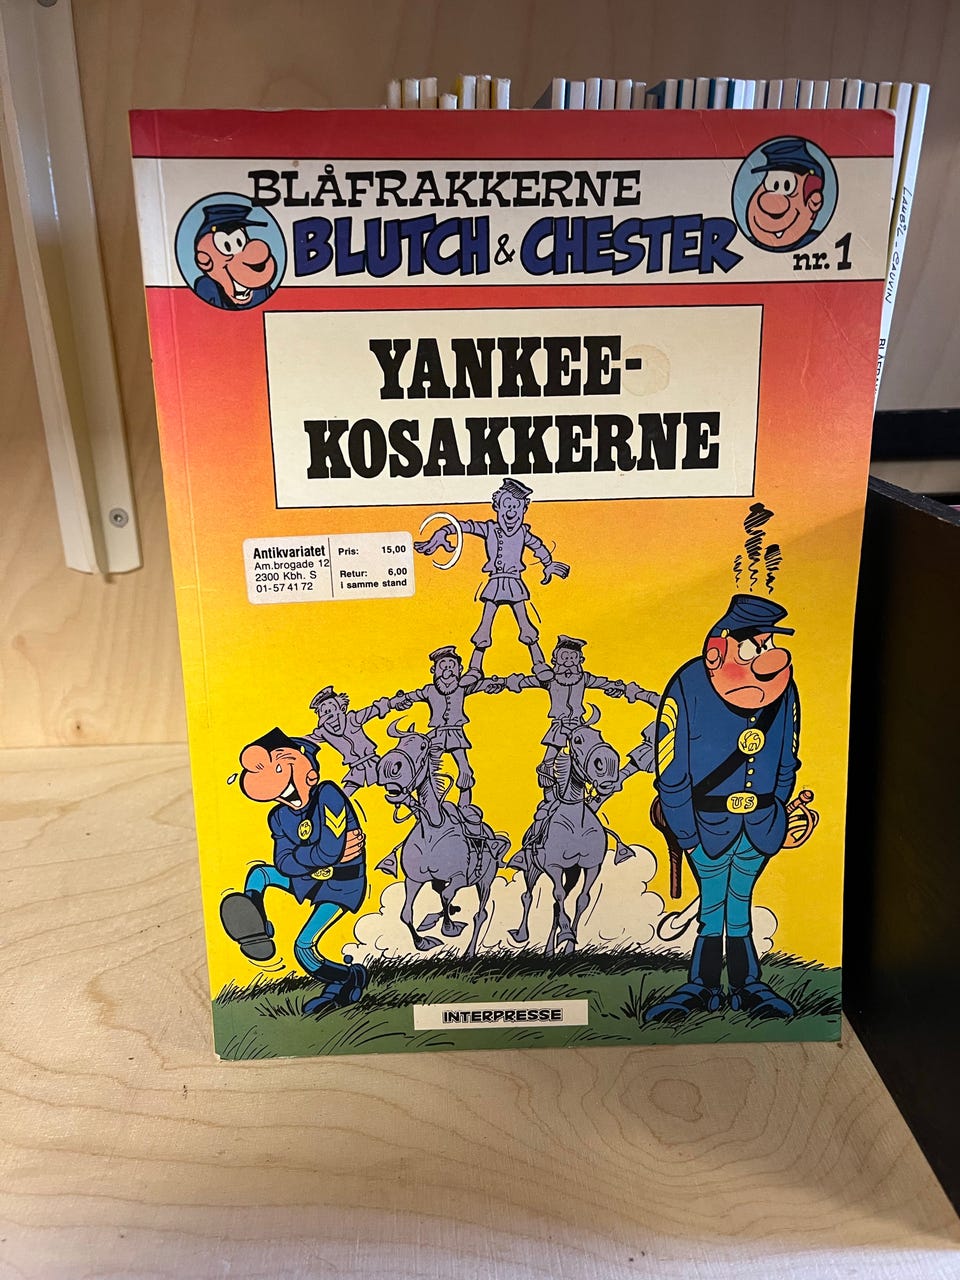 BLÅFRAKKERNE
BLUTCH & CHESTER
nr. 1
YANKEE-
KOSAKKERNE
Antikvariatet
Am.brogade 12
2300 Kbh. S
01-57 41 72
Pris: 15,00
Retur: 6,00
i samme stand
US
INTERPRESSE
CAUVIN